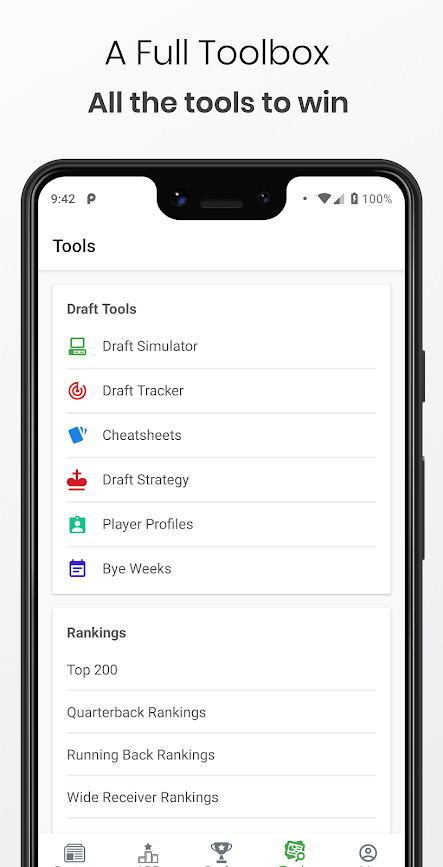 A Full Toolbox
All the tools to win
9:42
100%
Tools
Draft Tools
Draft Simulator
Draft Tracker
Cheatsheets
Draft Strategy
Player Profiles
Bye Weeks
Rankings
Top 200
Quarterback Rankings
Running Back Rankings
Wide Receiver Rankings